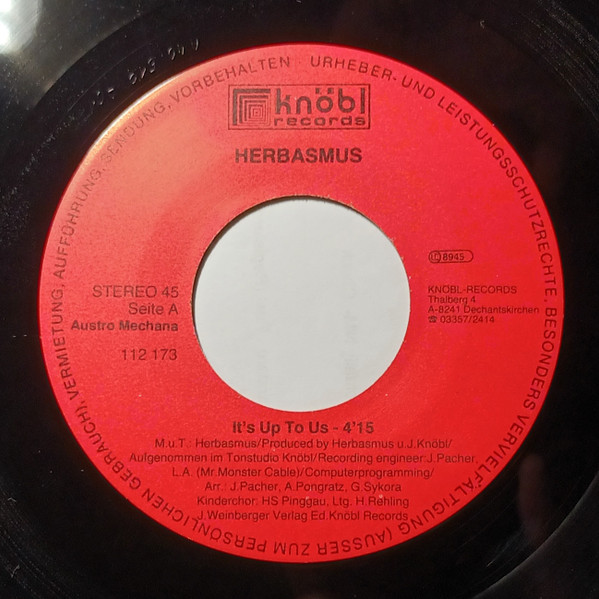 URHEBER- UND LEISTUNGSSCHUTZRECHTE, BESONDERS VERVIELFÄLTIGUNG (AUSSER ZUM PERSÖNLICHEN GEBRAUCH), VERMIETUNG, AUFFÜHRUNG, SENDUNG, VORBEHALTEN
knöbl
records
HERBASMUS
STEREO 45
Seite A
Austro Mechana
112 173
LC 8945
KNÖBL-RECORDS
Thalberg 4
A-8241 Dechantskirchen
☎ 03357/2414
It's Up To Us - 4'15
M.u.T.: Herbasmus/Produced by Herbasmus u.J.Knöbl/
Aufgenommen im Tonstudio Knöbl/Recording engineer:J.Pacher,
L.A. (Mr.Monster Cable)/Computerprogramming/
Arr.: J.Pacher, A.Pongratz, G.Sykora
Kinderchor: HS Pinggau, Ltg. H.Rehling
J.Weinberger Verlag Ed.Knöbl Records